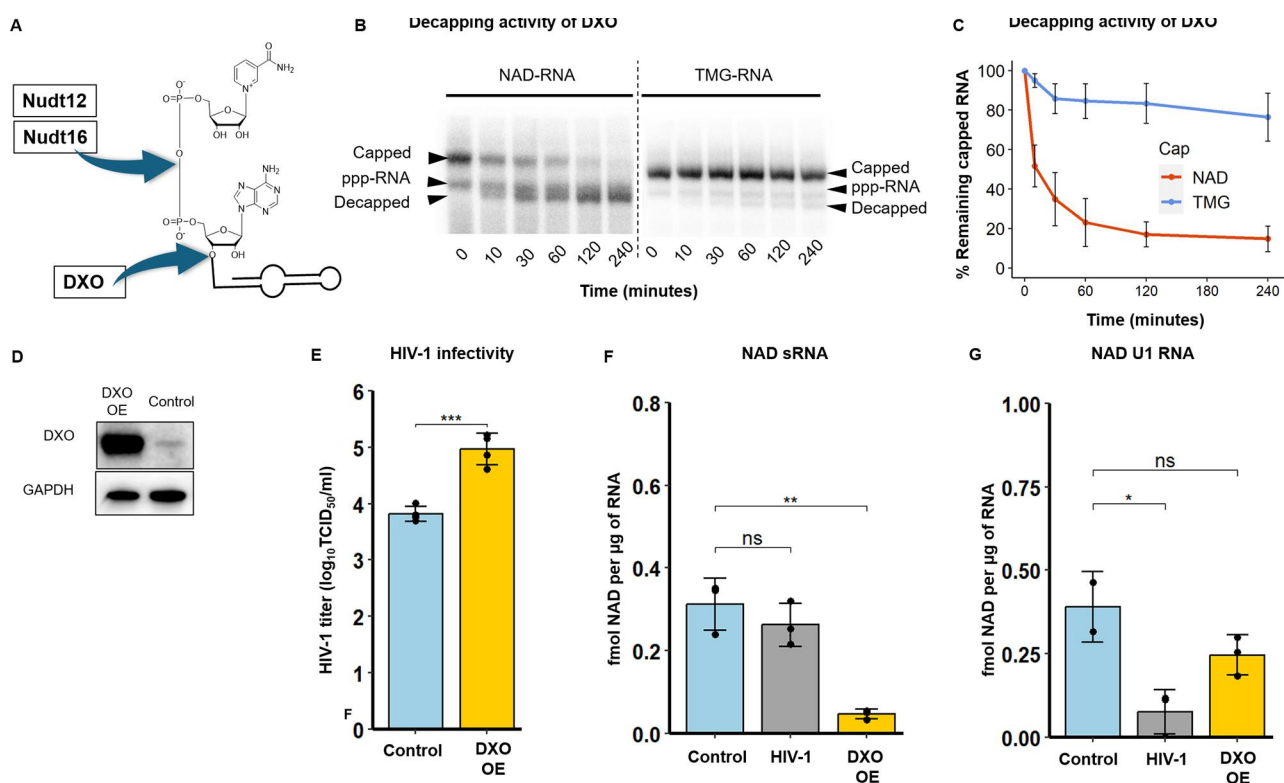 A
Nudt12
Nudt16
DXO
O
NH₂
N⁺
O⁻
O=P
O
O
OH OH
O
NH₂
N
N
N
N
O=P
O
O⁻
O
O OH
B
Decapping activity of DXO
NAD-RNA
TMG-RNA
Capped
ppp-RNA
Decapped
Capped
ppp-RNA
Decapped
0 10 30 60 120 240
0 10 30 60 120 240
Time (minutes)
C
Decapping activity of DXO
% Remaining capped RNA
100
80
60
40
20
0
Cap
NAD
TMG
0 60 120 180 240
Time (minutes)
D
DXO
OE
Control
DXO
GAPDH
E
HIV-1 infectivity
HIV-1 titer (log₁₀TCID₅₀/ml)
6
5
4
3
2
1
0
***
F
Control
DXO
OE
F
NAD sRNA
fmol NAD per µg of RNA
0.8
0.6
0.4
0.2
0.0
**
ns
Control
HIV-1
DXO
OE
G
NAD U1 RNA
fmol NAD per µg of RNA
1.00
0.75
0.50
0.25
0.00
ns
*
Control
HIV-1
DXO
OE